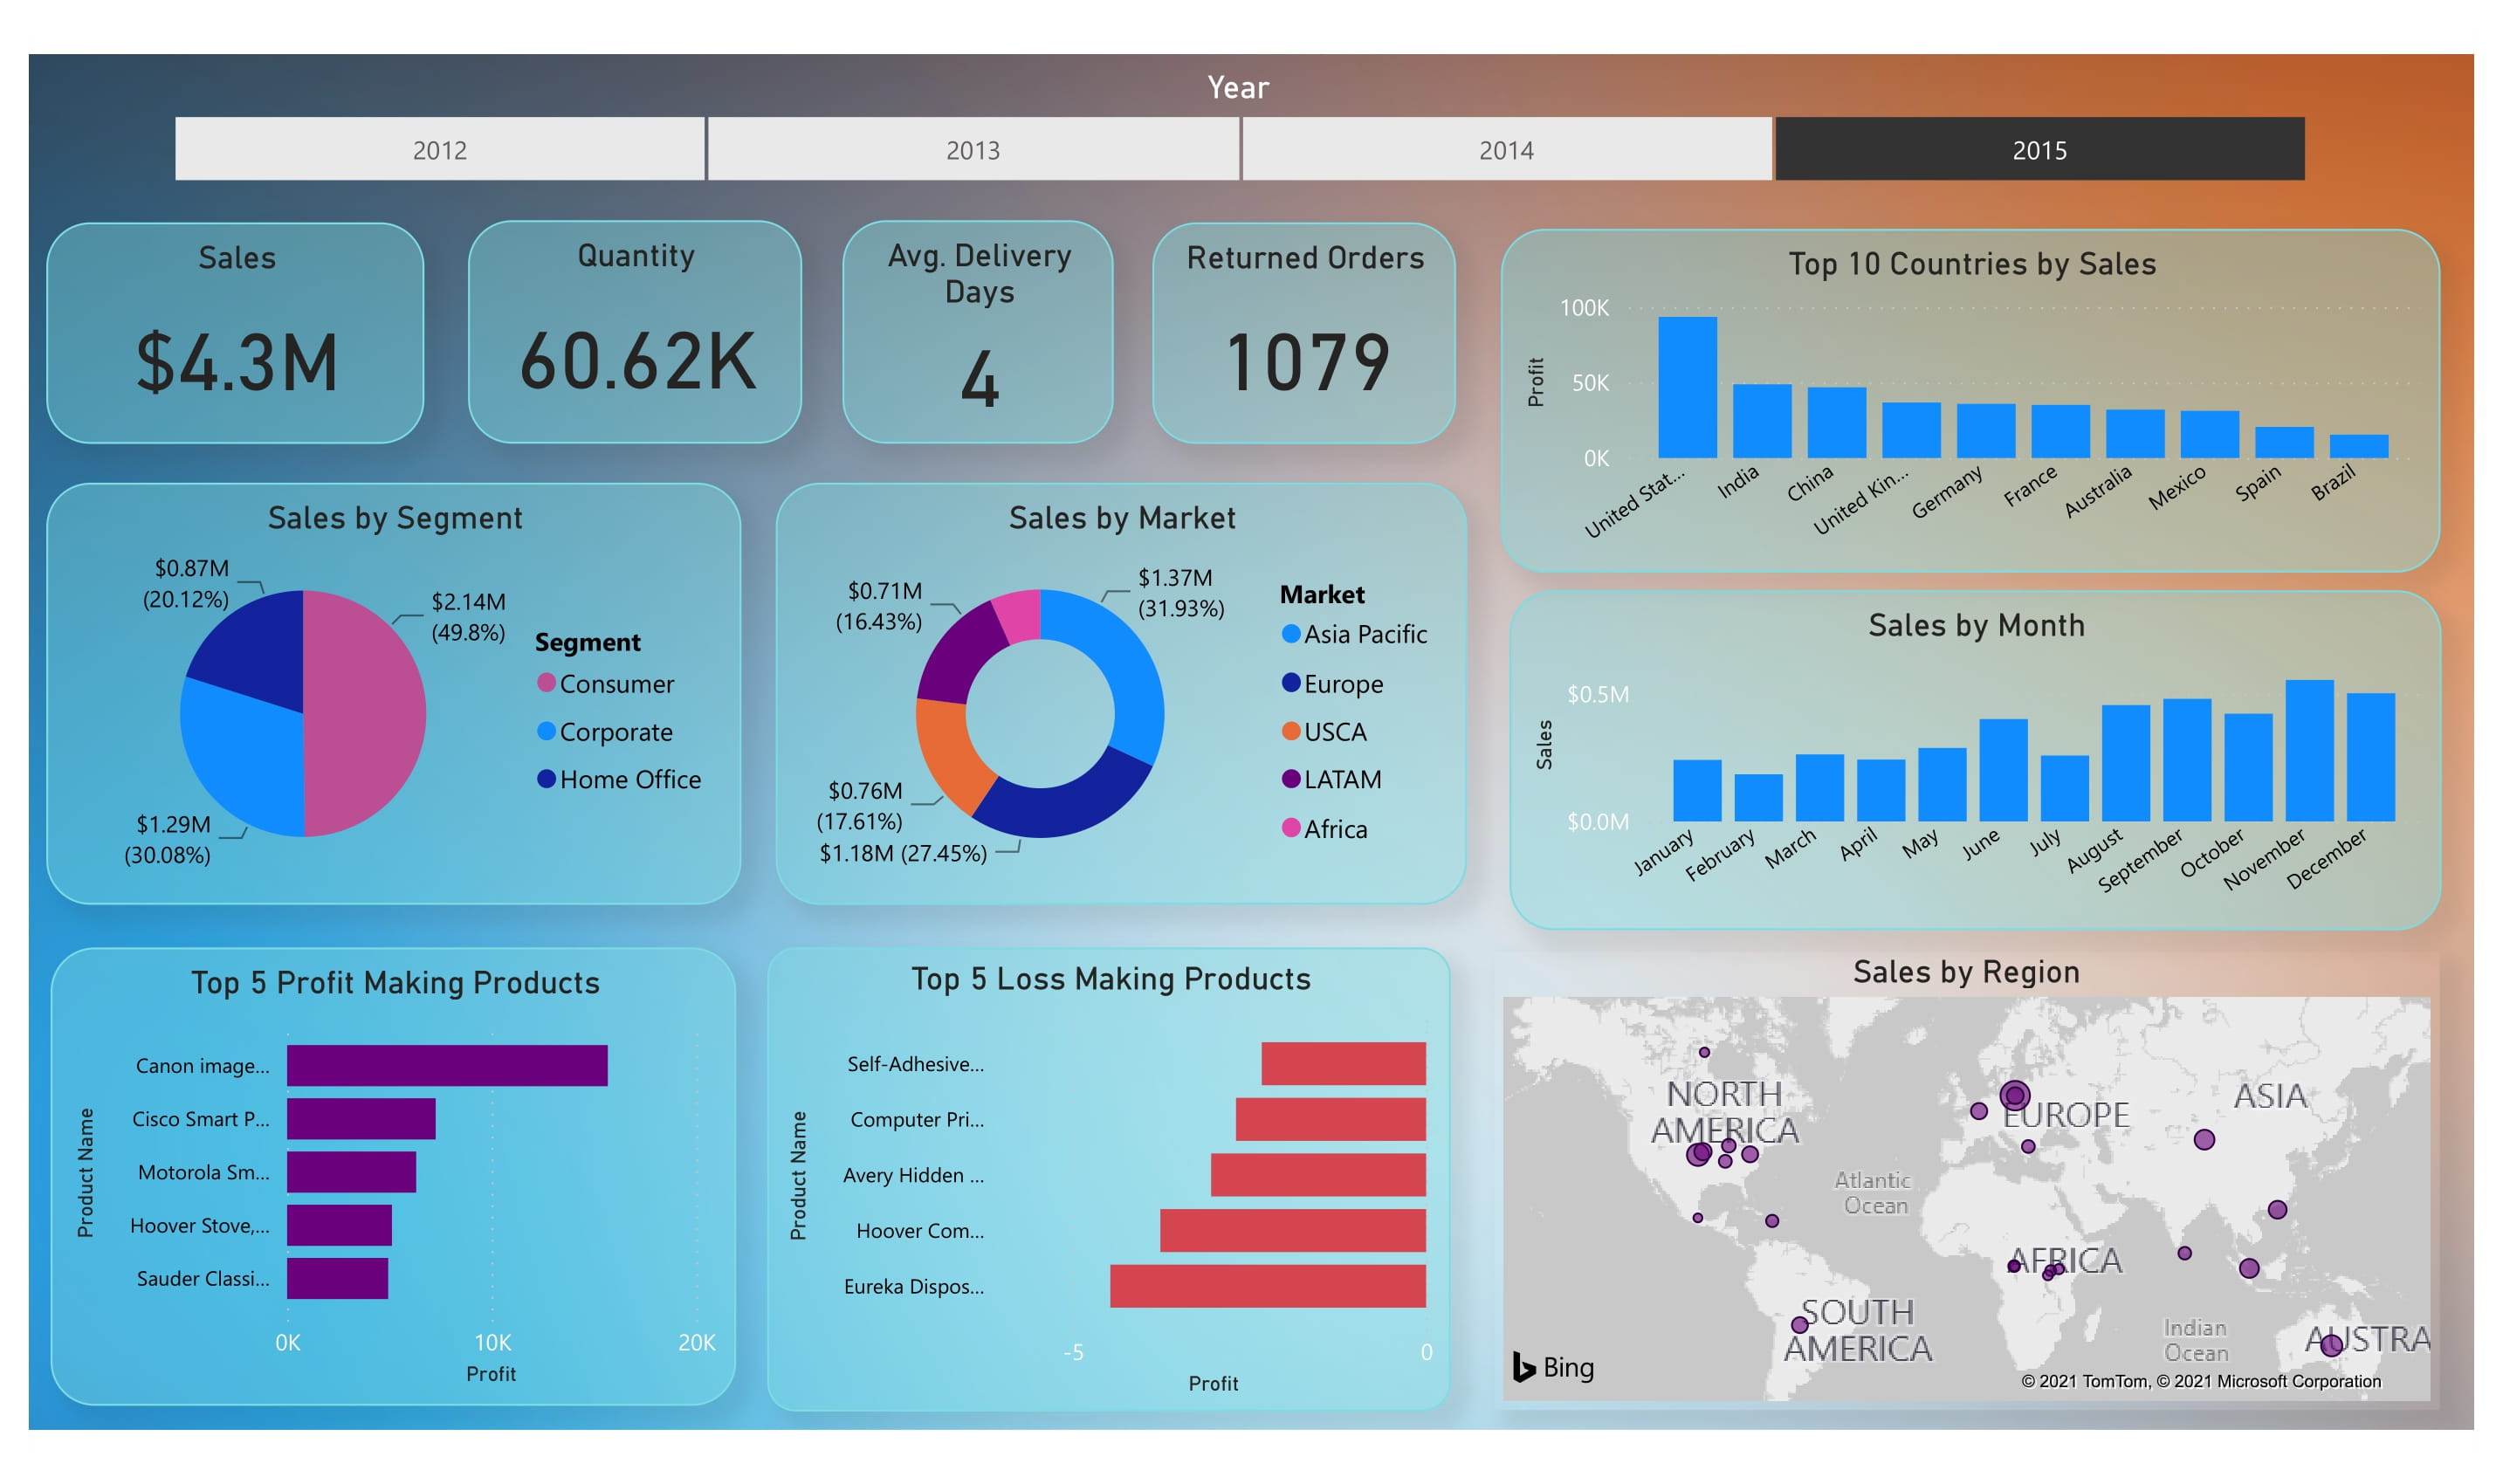 Year
2012
2013
2014
2015
Sales
$4.3M
Quantity
60.62K
Avg. Delivery
Days
4
Returned Orders
1079
Top 10 Countries by Sales
100K
50K
0K
Profit
United Stat...
India
China
United Kin...
Germany
France
Australia
Mexico
Spain
Brazil
Sales by Segment
$0.87M
(20.12%)
$2.14M
(49.8%)
$1.29M
(30.08%)
Segment
Consumer
Corporate
Home Office
Sales by Market
$0.71M
(16.43%)
$1.37M
(31.93%)
$0.76M
(17.61%)
$1.18M (27.45%)
Market
Asia Pacific
Europe
USCA
LATAM
Africa
Sales by Month
$0.5M
$0.0M
Sales
January
February
March
April
May
June
July
August
September
October
November
December
Top 5 Profit Making Products
Product Name
Canon image...
Cisco Smart P...
Motorola Sm...
Hoover Stove,...
Sauder Classi...
0K
10K
20K
Profit
Top 5 Loss Making Products
Product Name
Self-Adhesive...
Computer Pri...
Avery Hidden ...
Hoover Com...
Eureka Dispos...
-5
0
Profit
Sales by Region
NORTH
AMERICA
EUROPE
ASIA
Atlantic
Ocean
AFRICA
SOUTH
AMERICA
Indian
Ocean
AUSTRA
Bing
© 2021 TomTom, © 2021 Microsoft Corporation